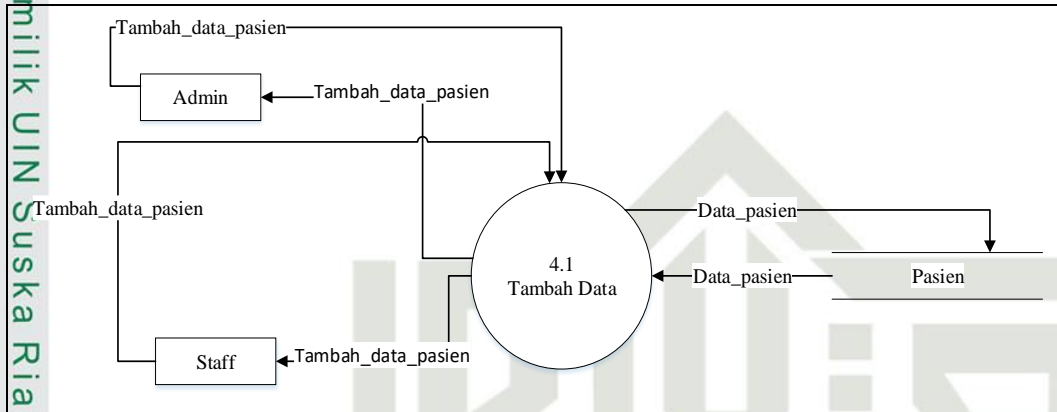 milik UIN Suska Ria
Tambah_data_pasien
Admin
Tambah_data_pasien
Tambah_data_pasien
Data_pasien
4.1
Tambah Data
Data_pasien
Pasien
Staff
Tambah_data_pasien